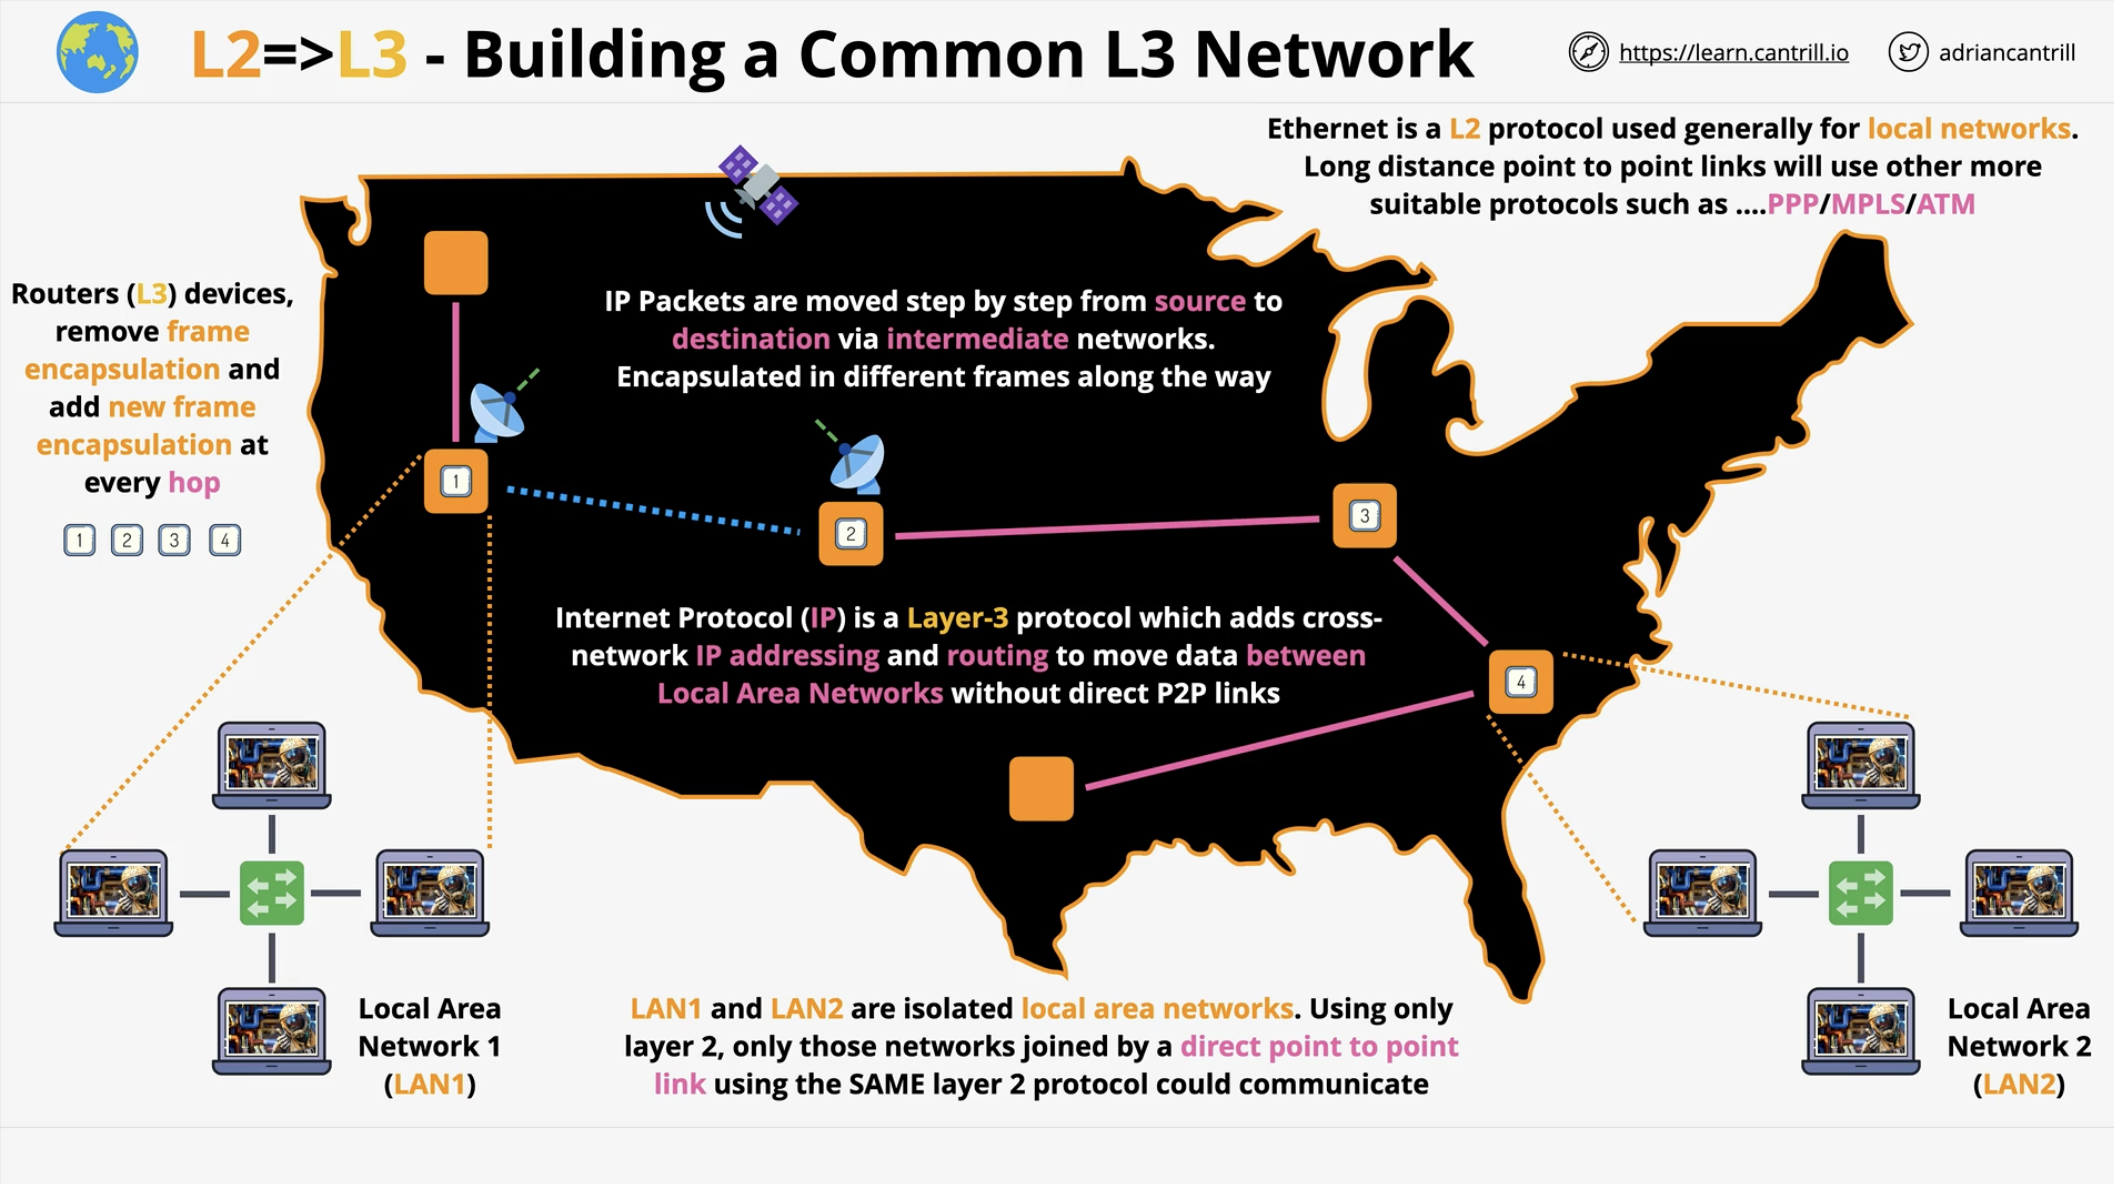 L2=>L3 - Building a Common L3 Network
https://learn.cantrill.io
adriancantrill
Ethernet is a L2 protocol used generally for local networks.
Long distance point to point links will use other more
suitable protocols such as ....PPP/MPLS/ATM
Routers (L3) devices,
remove frame
encapsulation and
add new frame
encapsulation at
every hop
1 2 3 4
IP Packets are moved step by step from source to
destination via intermediate networks.
Encapsulated in different frames along the way
1
2
3
4
Internet Protocol (IP) is a Layer-3 protocol which adds cross-
network IP addressing and routing to move data between
Local Area Networks without direct P2P links
Local Area
Network 1
(LAN1)
LAN1 and LAN2 are isolated local area networks. Using only
layer 2, only those networks joined by a direct point to point
link using the SAME layer 2 protocol could communicate
Local Area
Network 2
(LAN2)